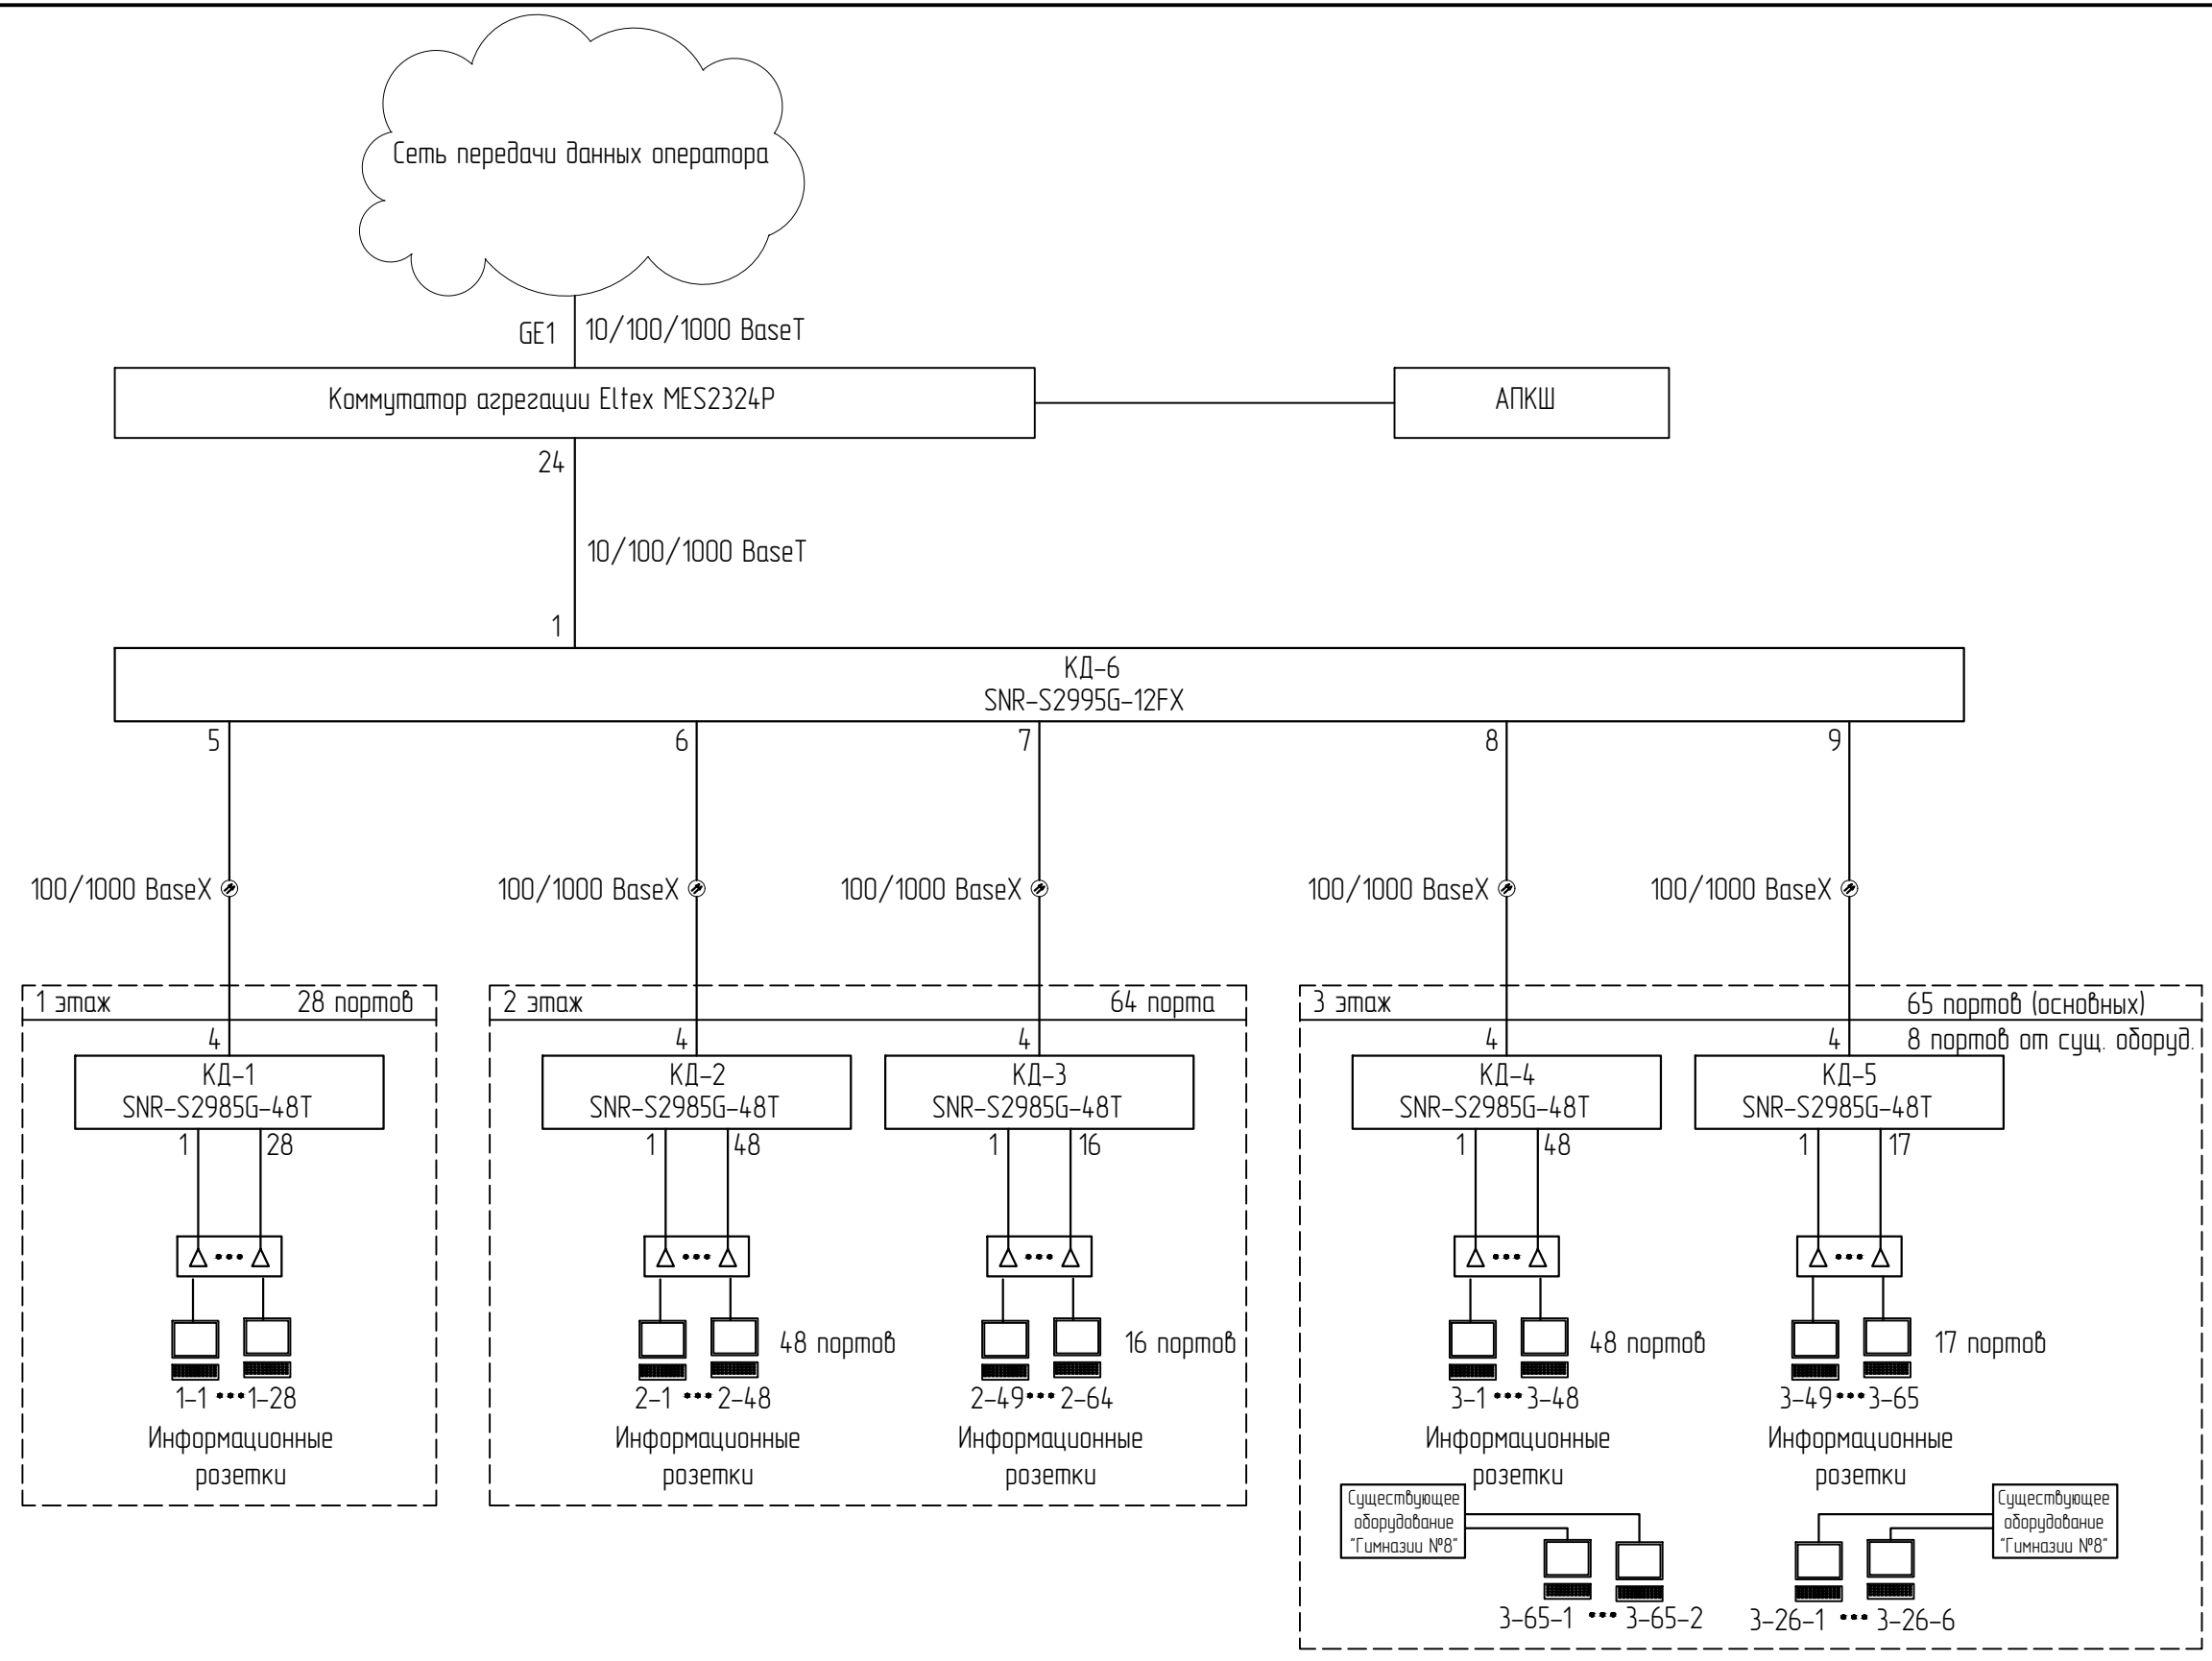 Сеть передачи данных оператора
GE1
10/100/1000 BaseT
Коммутатор агрегации Eltex MES2324P
АПКШ
24
10/100/1000 BaseT
1
КД-6
SNR-S2995G-12FX
5
6
7
8
9
100/1000 BaseX
100/1000 BaseX
100/1000 BaseX
100/1000 BaseX
100/1000 BaseX
1 этаж
28 портов
4
КД-1
SNR-S2985G-48T
1
28
1-1
1-28
Информационные
розетки
2 этаж
64 порта
4
КД-2
SNR-S2985G-48T
1
48
48 портов
2-1
2-48
Информационные
розетки
4
КД-3
SNR-S2985G-48T
1
16
16 портов
2-49
2-64
Информационные
розетки
3 этаж
65 портов (основных)
8 портов от сущ. оборуд.
4
КД-4
SNR-S2985G-48T
1
48
48 портов
3-1
3-48
Информационные
розетки
4
КД-5
SNR-S2985G-48T
1
17
17 портов
3-49
3-65
Информационные
розетки
Существующее
оборудование
"Гимназии №8"
3-65-1
3-65-2
Существующее
оборудование
"Гимназии №8"
3-26-1
3-26-6